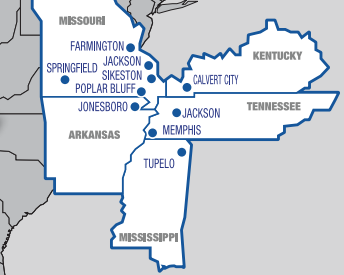 MISSOURI
FARMINGTON
KENTUCKY
JACKSON
SPRINGFIELD
SIKESTON
CALVERT CITY
POPLAR BLUFF
JONESBORO
TENNESSEE
JACKSON
ARKANSAS
MEMPHIS
TUPELO
MISSISSIPPI